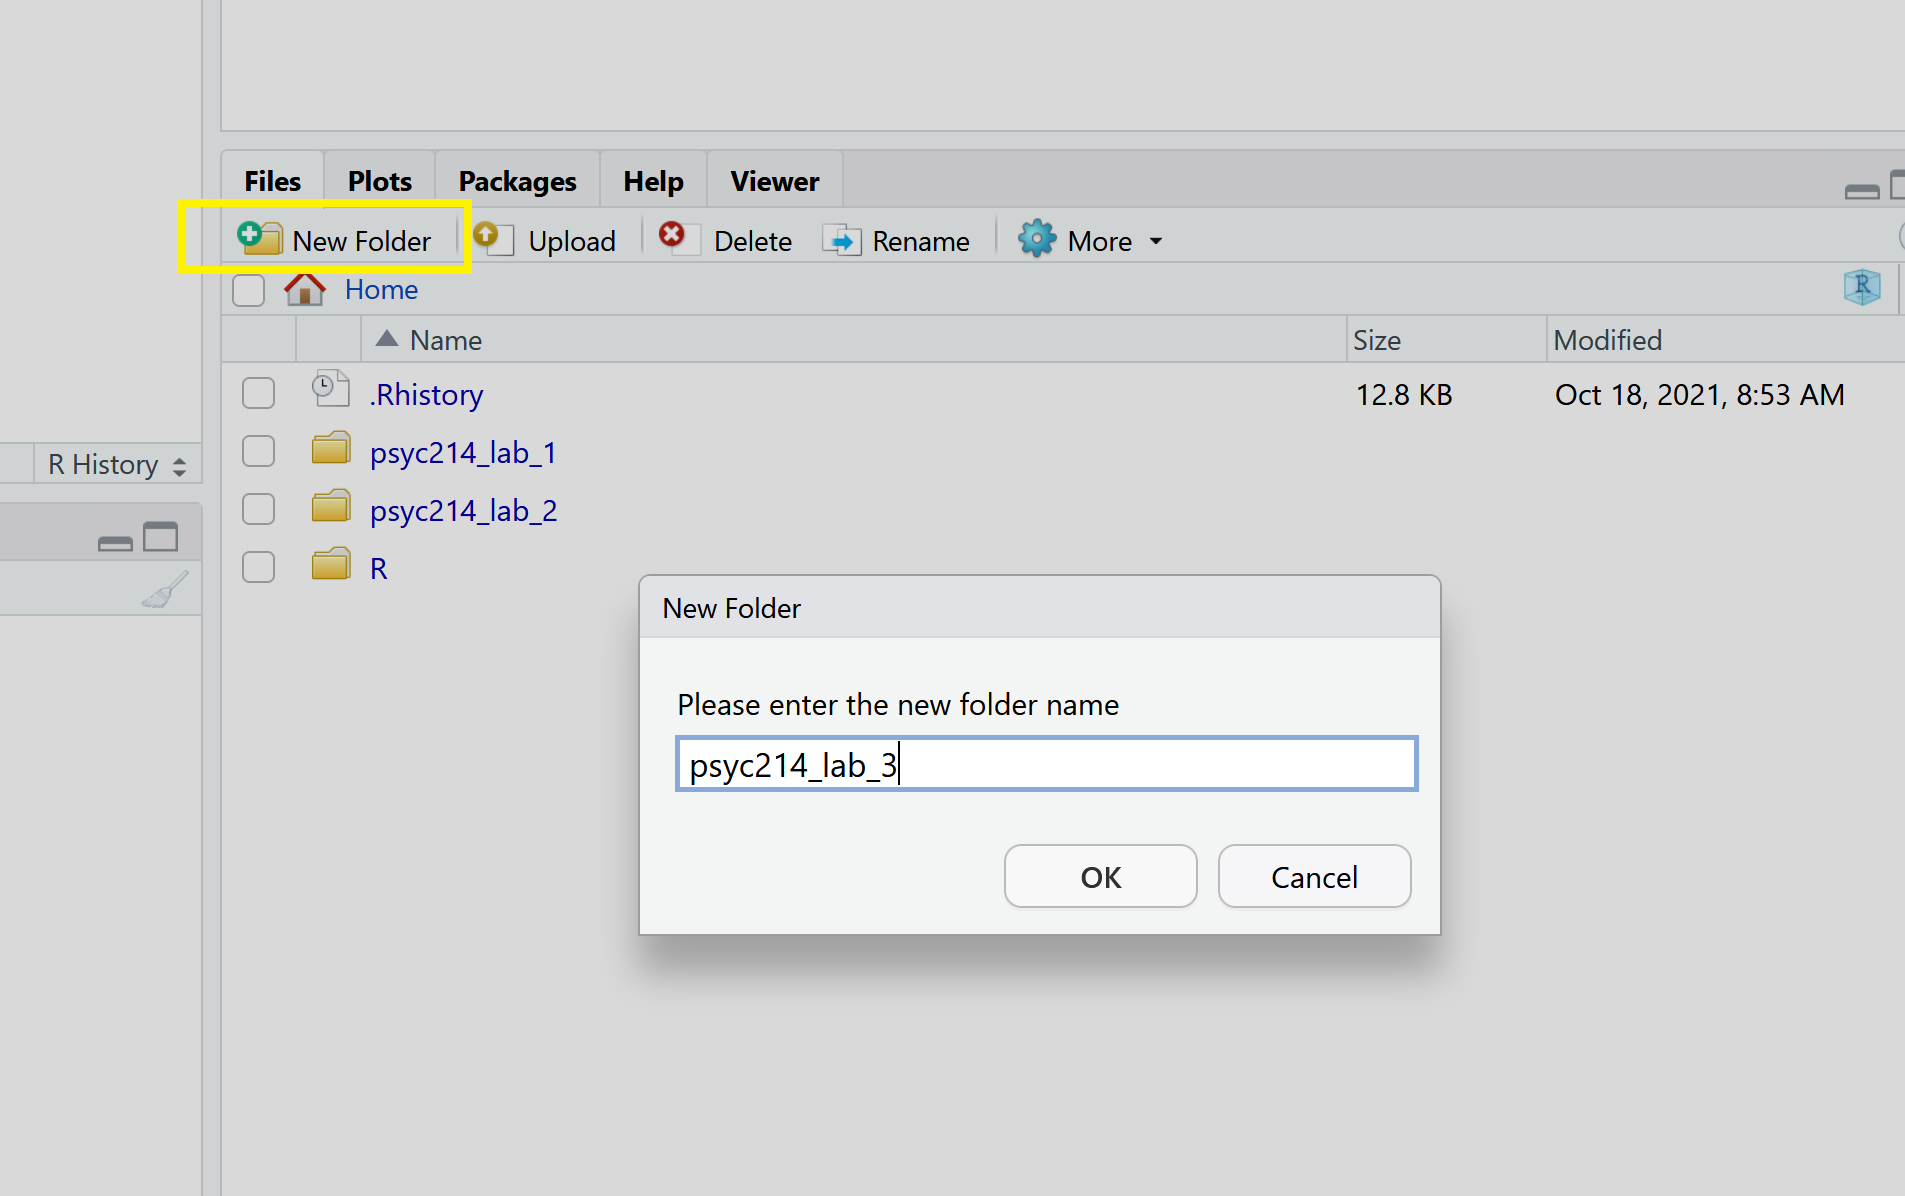 Files Plots Packages Help Viewer
New Folder Upload Delete Rename More
Home
R
Name Size Modified
.Rhistory 12.8 KB Oct 18, 2021, 8:53 AM
psyc214_lab_1
R History
psyc214_lab_2
R
New Folder
Please enter the new folder name
psyc214_lab_3
OK Cancel